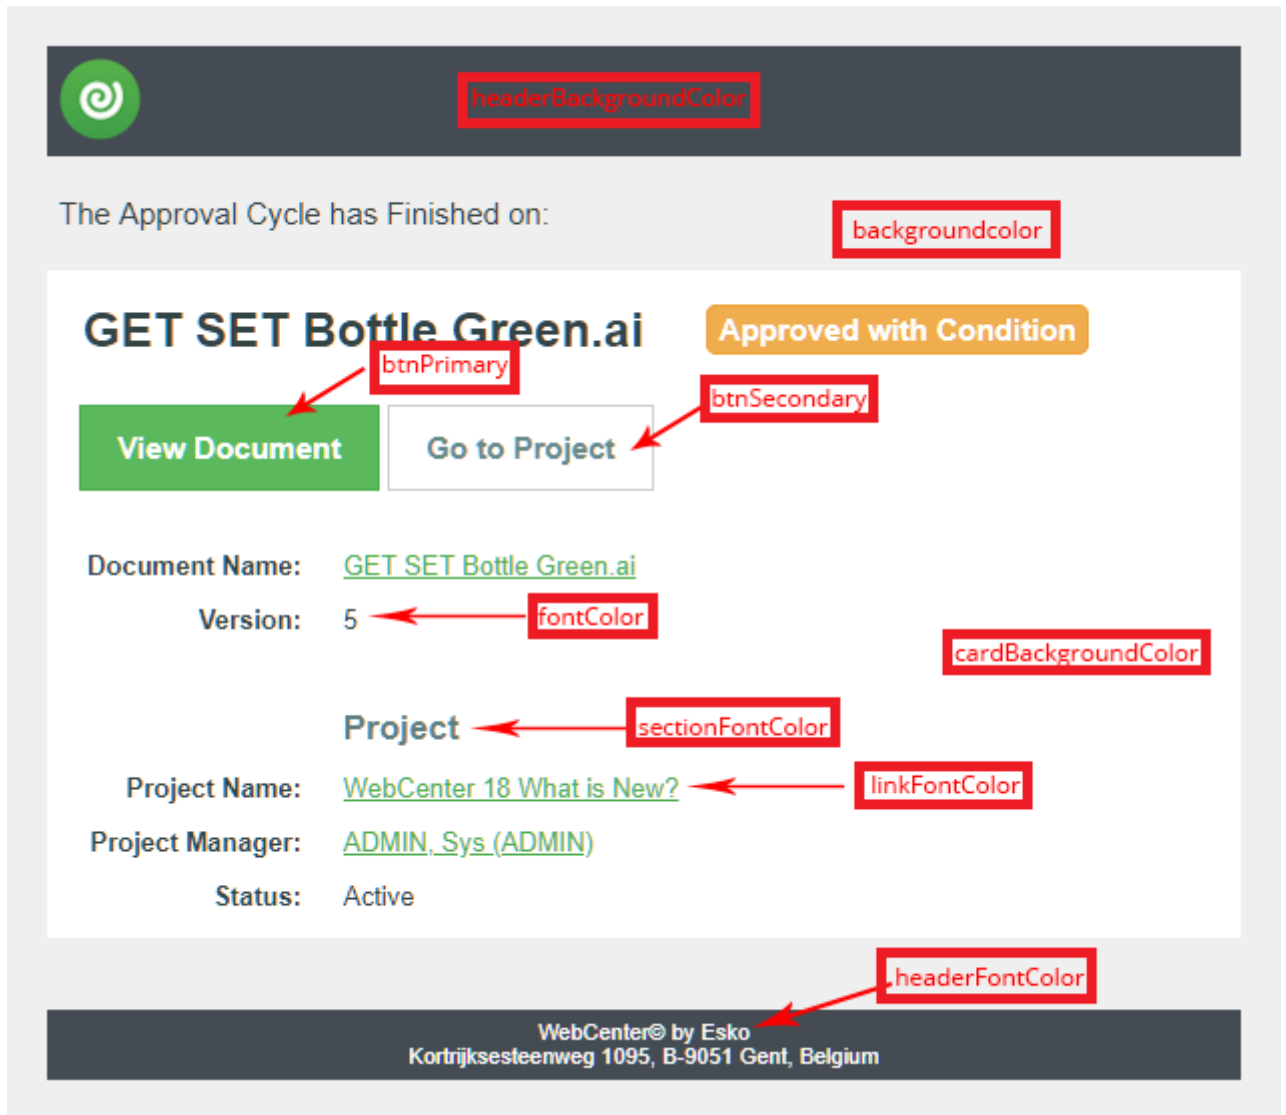 headerBackgroundColor
The Approval Cycle has Finished on:
backgroundcolor
GET SET Bottle Green.ai
Approved with Condition
btnPrimary
btnSecondary
View Document
Go to Project
Document Name: GET SET Bottle Green.ai
Version: 5
fontColor
cardBackgroundColor
Project
sectionFontColor
Project Name: WebCenter 18 What is New?
linkFontColor
Project Manager: ADMIN, Sys (ADMIN)
Status: Active
headerFontColor
WebCenter© by Esko
Kortrijksesteenweg 1095, B-9051 Gent, Belgium